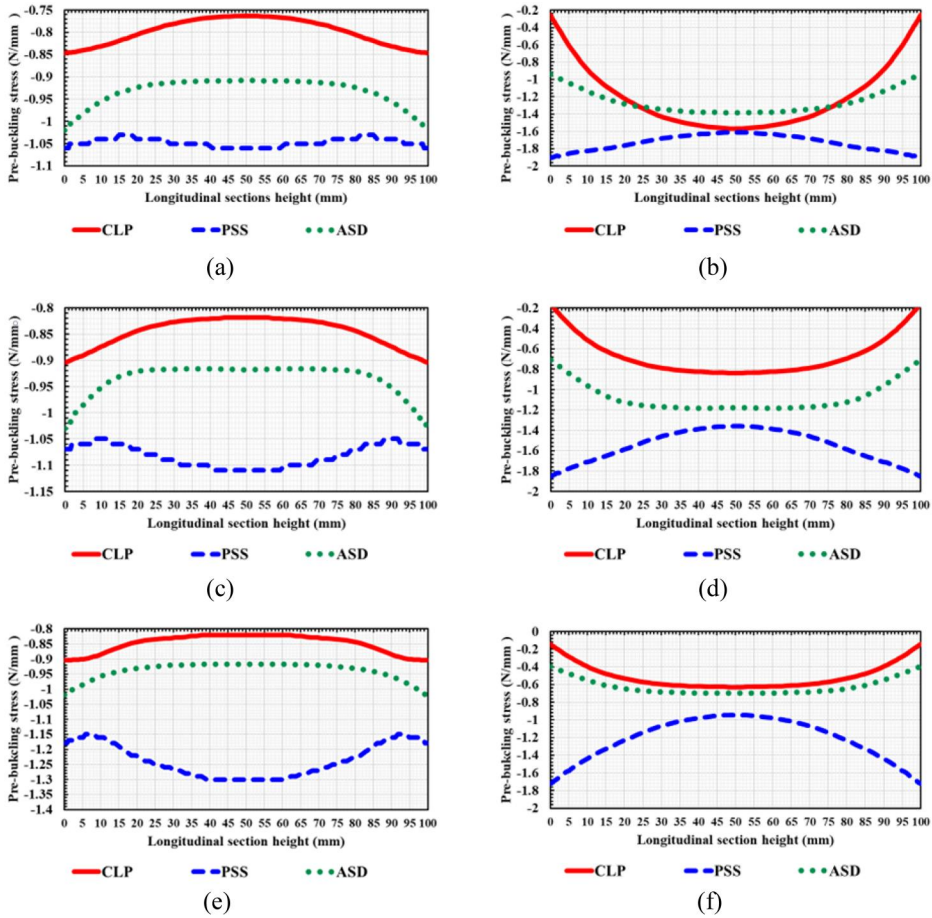 Pre-buckling stress (N/mm )
-0.75
-0.8
-0.85
-0.9
-0.95
-1
-1.05
-1.1
0 5 10 15 20 25 30 35 40 45 50 55 60 65 70 75 80 85 90 95 100
Longitudinal sections height (mm)
CLP PSS ASD
(a)
Pre-buckling stress (N/mm )
-0.2
-0.4
-0.6
-0.8
-1
-1.2
-1.4
-1.6
-1.8
-2
0 5 10 15 20 25 30 35 40 45 50 55 60 65 70 75 80 85 90 95 100
Longitudinal sections height (mm)
CLP PSS ASD
(b)
Pre-buckling stress (N/mm )
-0.8
-0.85
-0.9
-0.95
-1
-1.05
-1.1
-1.15
0 5 10 15 20 25 30 35 40 45 50 55 60 65 70 75 80 85 90 95 100
Longitudinal section height (mm)
CLP PSS ASD
(c)
Pre-buckling stress (N/mm )
-0.2
-0.4
-0.6
-0.8
-1
-1.2
-1.4
-1.6
-1.8
-2
0 5 10 15 20 25 30 35 40 45 50 55 60 65 70 75 80 85 90 95 100
Longitudinal section height (mm)
CLP PSS ASD
(d)
Pre-bukcling stress (N/mm )
-0.8
-0.85
-0.9
-0.95
-1
-1.05
-1.1
-1.15
-1.2
-1.25
-1.3
-1.35
-1.4
0 5 10 15 20 25 30 35 40 45 50 55 60 65 70 75 80 85 90 95 100
Longitudinal section height (mm)
CLP PSS ASD
(e)
Pre-bukcling stress (N/mm )
0
-0.2
-0.4
-0.6
-0.8
-1
-1.2
-1.4
-1.6
-1.8
-2
0 5 10 15 20 25 30 35 40 45 50 55 60 65 70 75 80 85 90 95 100
Longitudinal section height (mm)
CLP PSS ASD
(f)